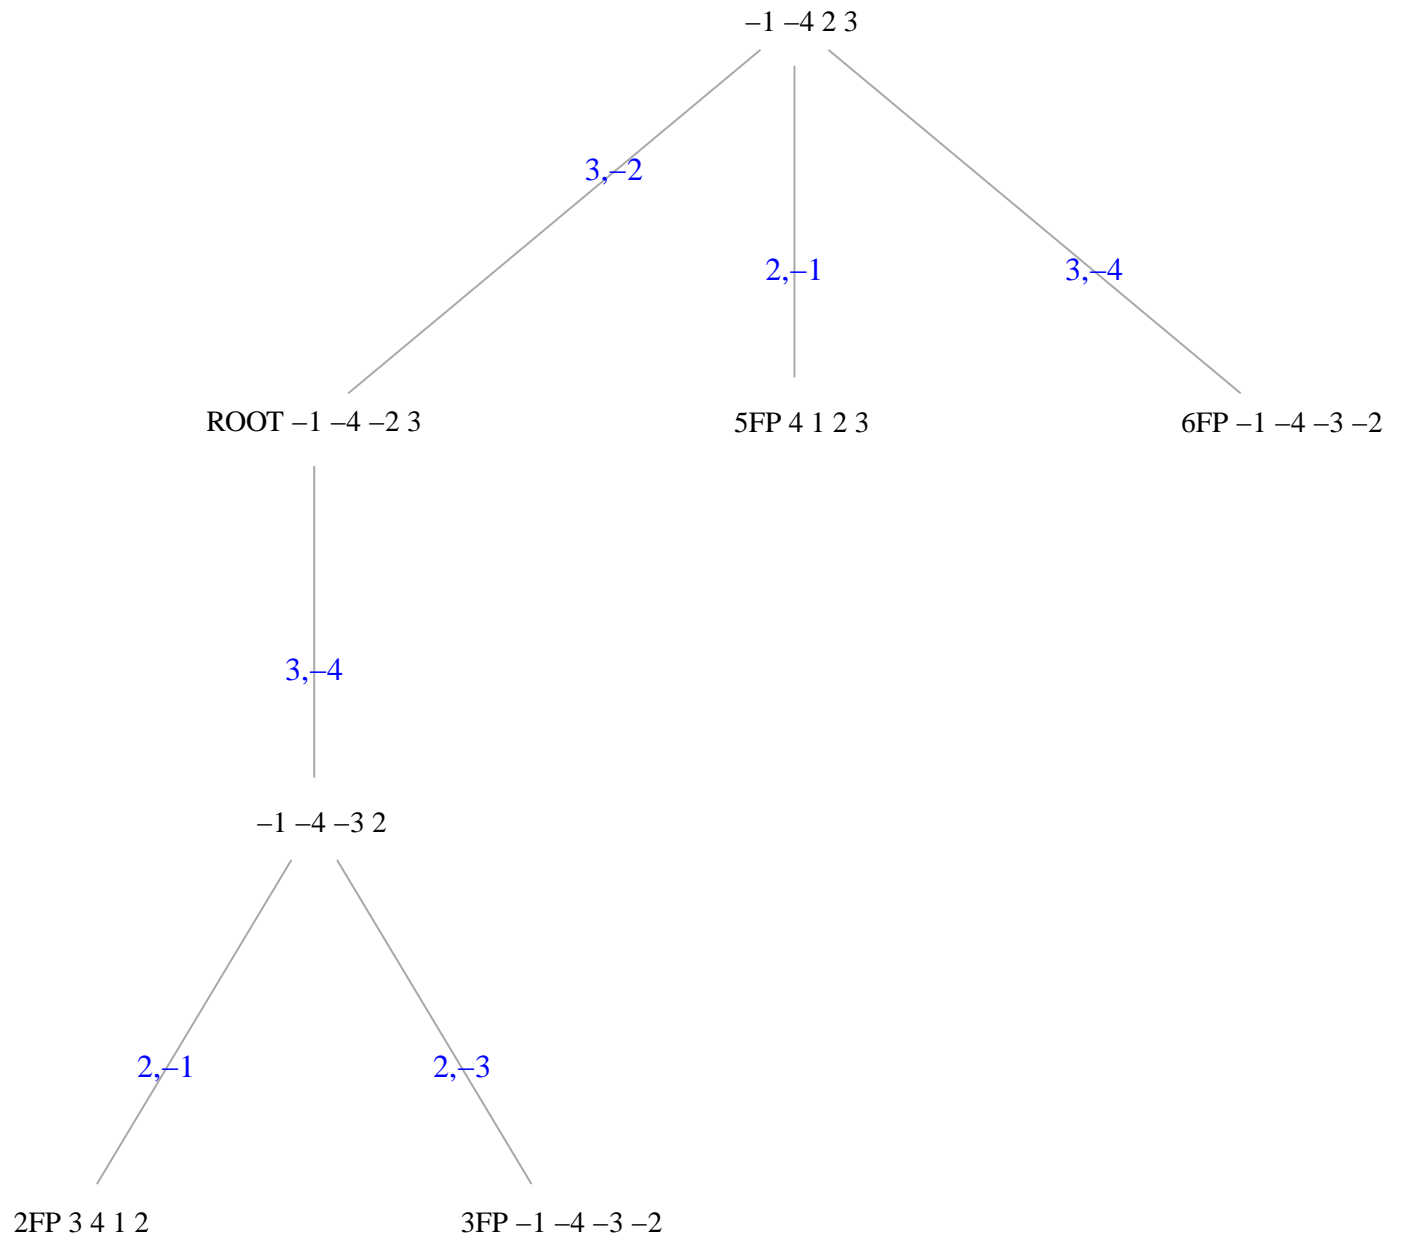 –1 –4 2 3
3,–2
2,–1
3,–4
ROOT –1 –4 –2 3
5FP 4 1 2 3
6FP –1 –4 –3 –2
3,–4
–1 –4 –3 2
2,–1
2,–3
2FP 3 4 1 2
3FP –1 –4 –3 –2